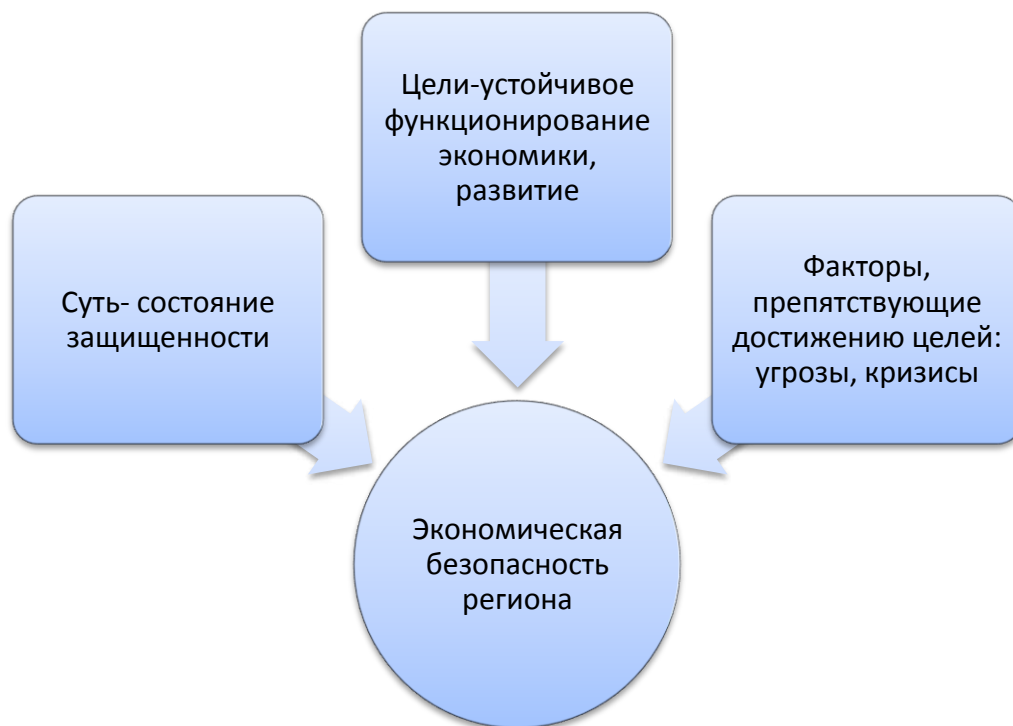 Цели-устойчивое
функционирование
экономики,
развитие
Суть- состояние
защищенности
Факторы,
препятствующие
достижению целей:
угрозы, кризисы
Экономическая
безопасность
региона